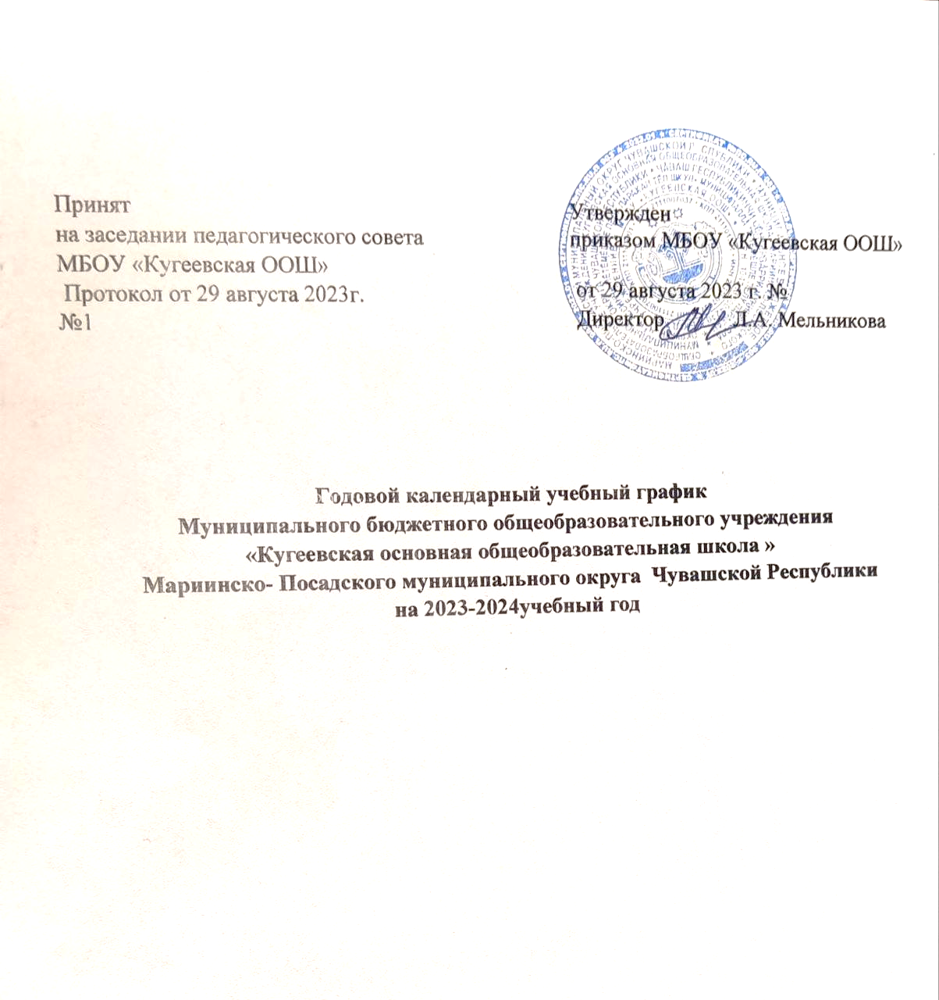 Принят
на заседании педагогического совета
МБОУ «Кугеевская ООШ»
Протокол от 29 августа 2023г.
№1
Утвержден
приказом МБОУ «Кугеевская ООШ»
от 29 августа 2023 г. №
Директор Л.А. Мельникова
Годовой календарный учебный график
Муниципального бюджетного общеобразовательного учреждения
«Кугеевская основная общеобразовательная школа »
Мариинско- Посадского муниципального округа Чувашской Республики
на 2023-2024учебный год